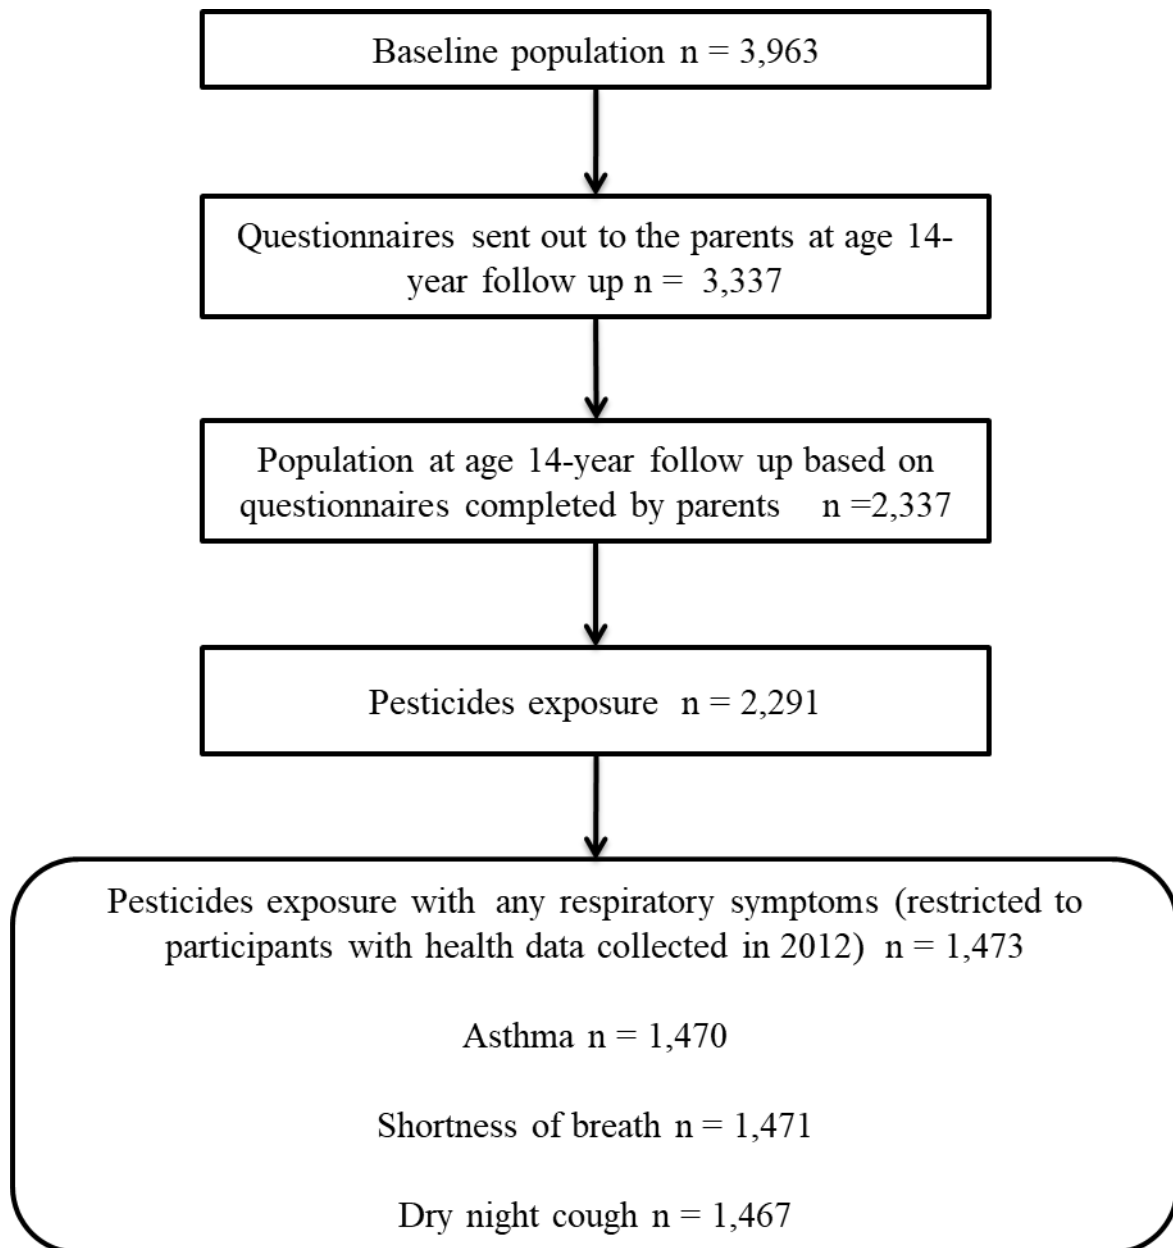 Baseline population n = 3,963
Questionnaires sent out to the parents at age 14-
year follow up n = 3,337
Population at age 14-year follow up based on
questionnaires completed by parents n =2,337
Pesticides exposure n = 2,291
Pesticides exposure with any respiratory symptoms (restricted to
participants with health data collected in 2012) n = 1,473
Asthma n = 1,470
Shortness of breath n = 1,471
Dry night cough n = 1,467